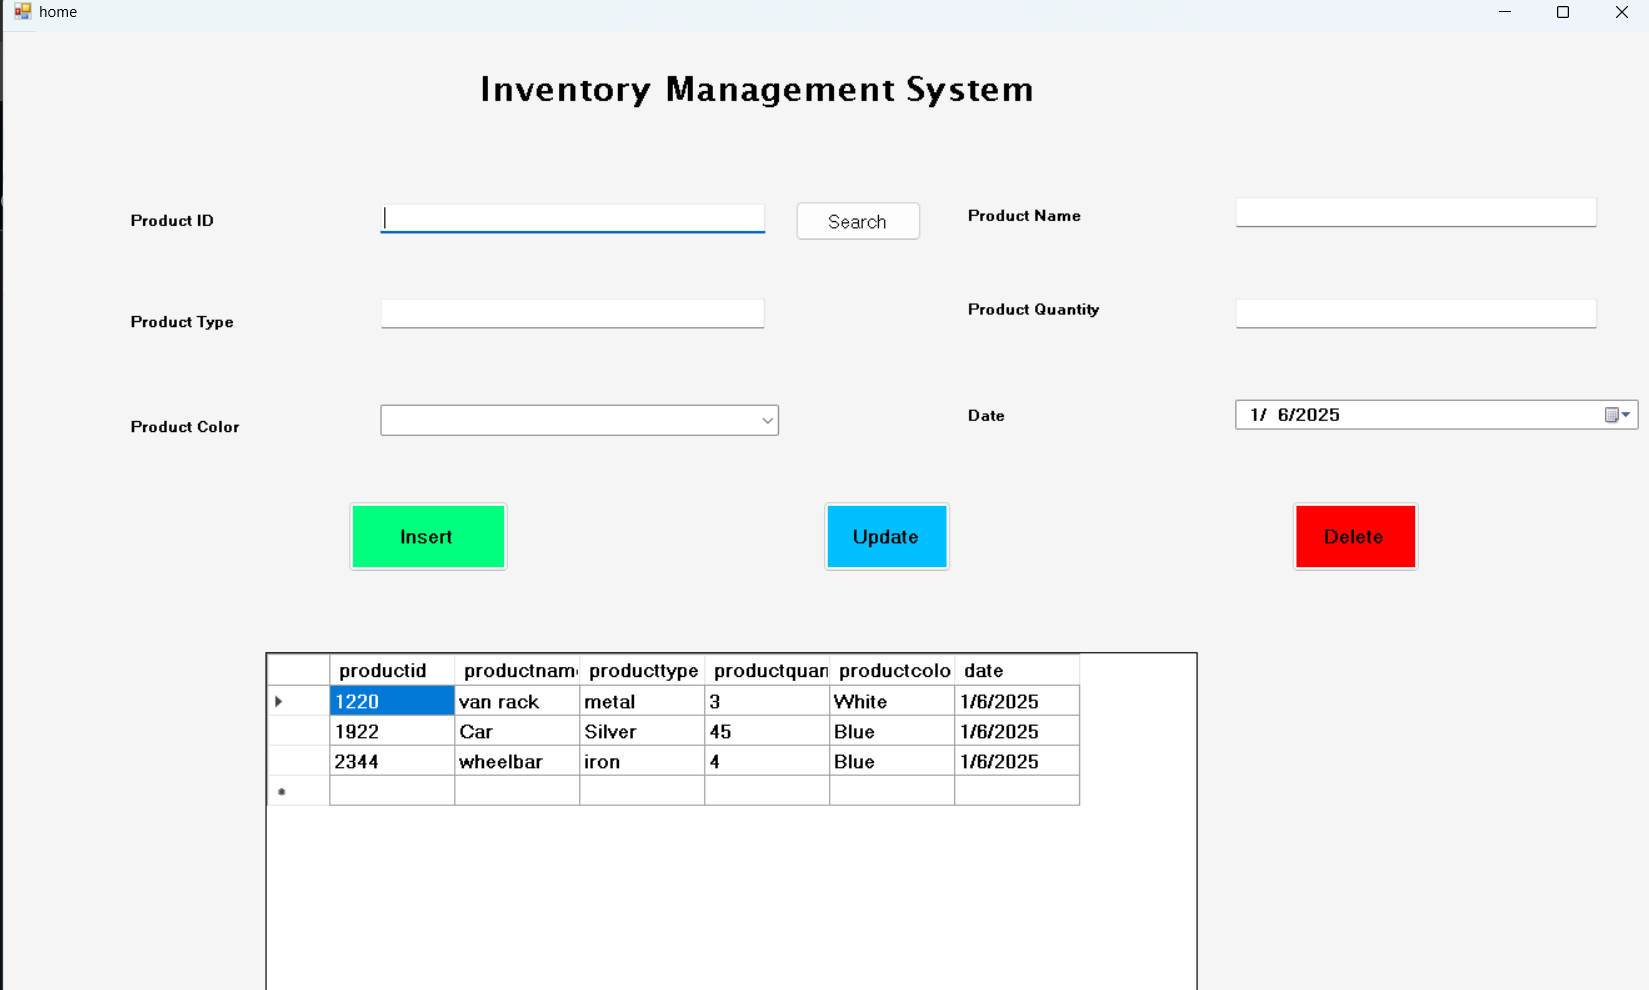 home
Inventory Management System
Product ID Search Product Name
Product Type Product Quantity
Product Color Date 1/ 6/2025
Insert Update Delete
productid productnam producttype productquan productcolo date
1220 van rack metal 3 White 1/6/2025
1922 Car Silver 45 Blue 1/6/2025
2344 wheelbar iron 4 Blue 1/6/2025